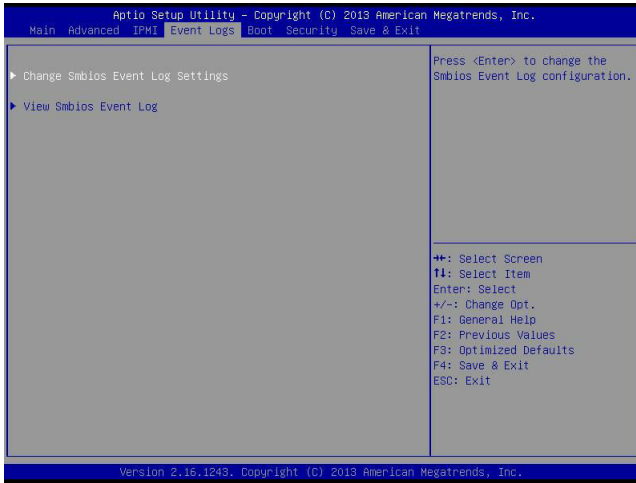 Aptio Setup Utility – Copyright (C) 2013 American Megatrends, Inc.
Main Advanced IPMI Event Logs Boot Security Save & Exit
▶ Change Smbios Event Log Settings
▶ View Smbios Event Log
Press <Enter> to change the
Smbios Event Log configuration.
→←: Select Screen
↑↓: Select Item
Enter: Select
+/-: Change Opt.
F1: General Help
F2: Previous Values
F3: Optimized Defaults
F4: Save & Exit
ESC: Exit
Version 2.16.1243. Copyright (C) 2013 American Megatrends, Inc.